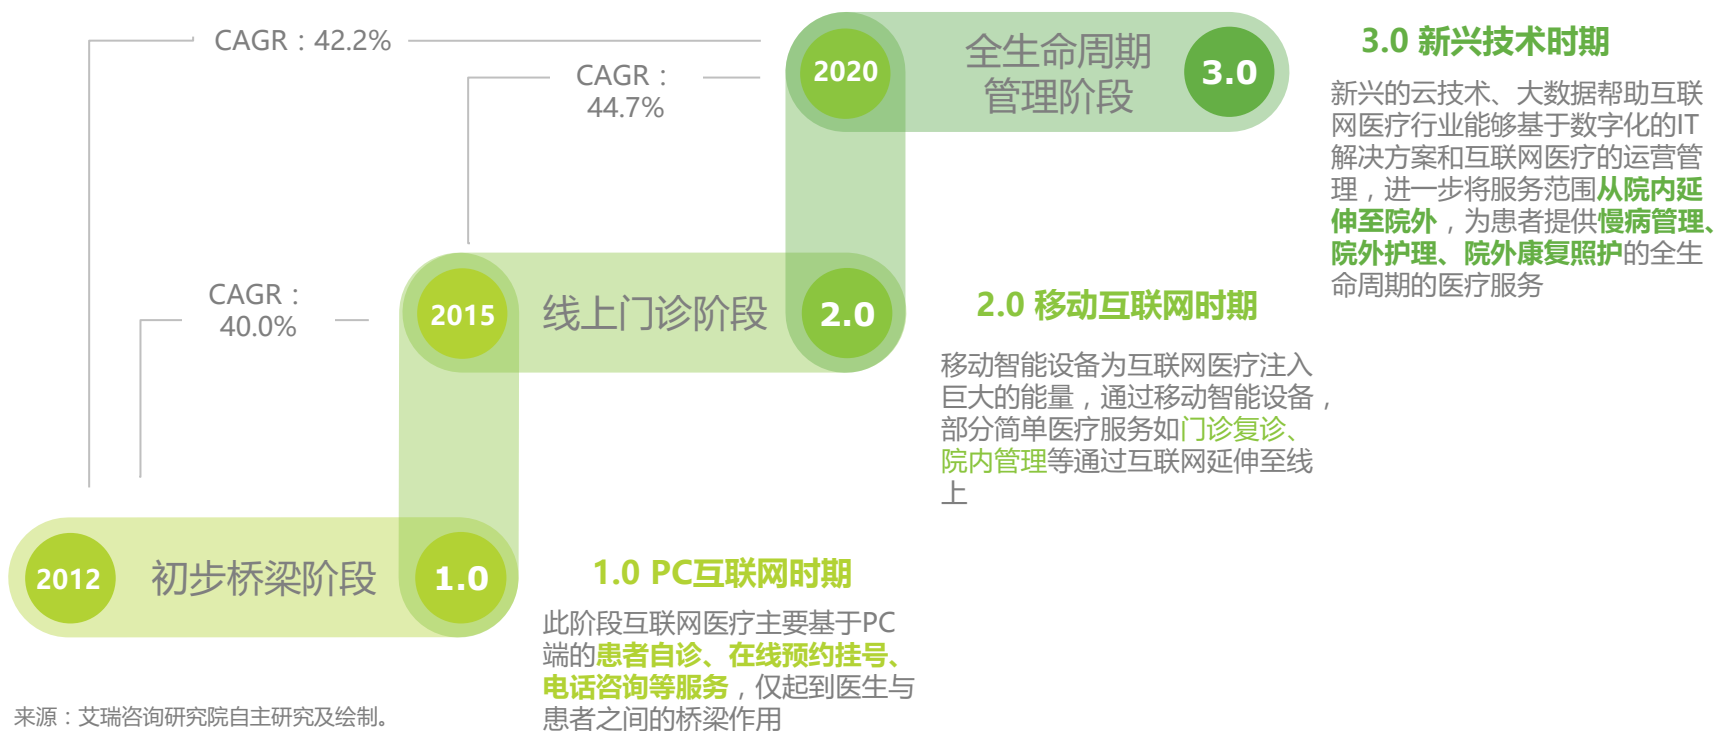 CAGR：42.2%
CAGR：
44.7%
2020
全生命周期
管理阶段
3.0
3.0 新兴技术时期
新兴的云技术、大数据帮助互联
网医疗行业能够基于数字化的IT
解决方案和互联网医疗的运营管
理，进一步将服务范围从院内延
伸至院外，为患者提供慢病管理、
院外护理、院外康复照护的全生
命周期的医疗服务
CAGR：
40.0%
2015
线上门诊阶段
2.0
2.0 移动互联网时期
移动智能设备为互联网医疗注入
巨大的能量，通过移动智能设备，
部分简单医疗服务如门诊复诊、
院内管理等通过互联网延伸至线
上
2012
初步桥梁阶段
1.0
1.0 PC互联网时期
此阶段互联网医疗主要基于PC
端的患者自诊、在线预约挂号、
电话咨询等服务，仅起到医生与
患者之间的桥梁作用
来源：艾瑞咨询研究院自主研究及绘制。